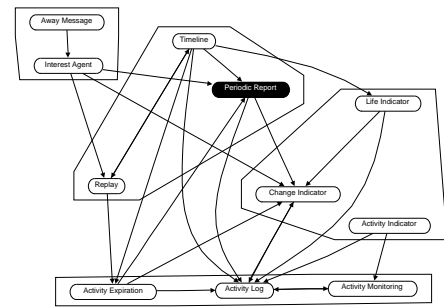 Away Message
Timeline
Interest Agent
Periodic Report
Life Indicator
Replay
Change Indicator
Activity Indicator
Activity Expiration
Activity Log
Activity Monitoring